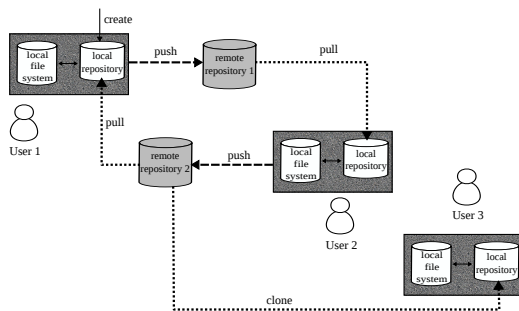 create
local
file
system
local
repository
push
remote
repository 1
pull
User 1
pull
remote
repository 2
push
local
file
system
local
repository
User 2
User 3
local
file
system
local
repository
clone